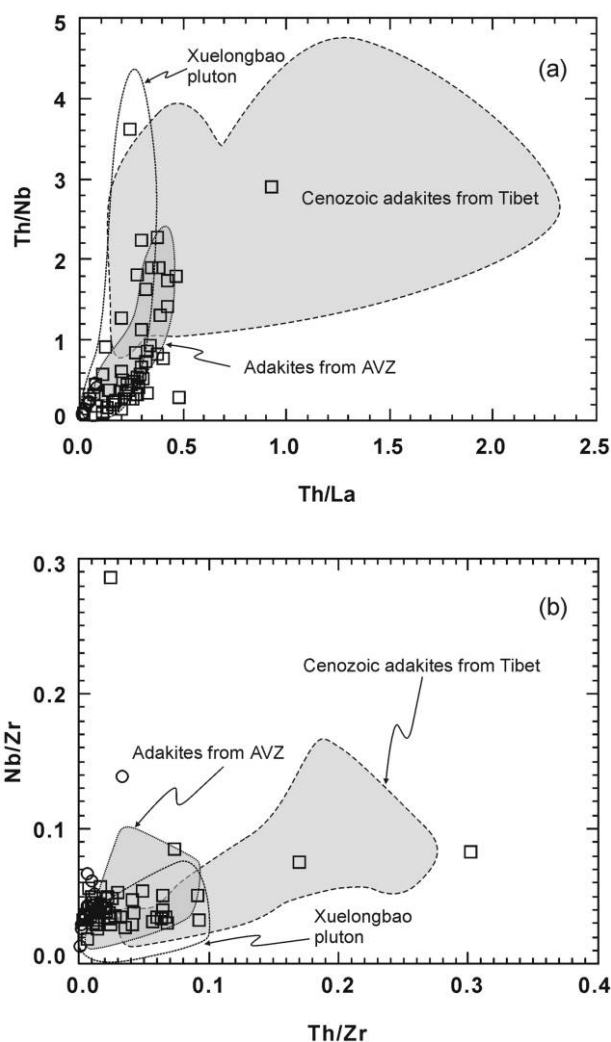 5
4
3
2
1
0
Th/Nb
Xuelongbao
pluton
(a)
Cenozoic adakites from Tibet
Adakites from AVZ
0.0
0.5
1.0
1.5
2.0
2.5
Th/La
0.3
0.2
0.1
0.0
Nb/Zr
(b)
Cenozoic adakites from Tibet
Adakites from AVZ
Xuelongbao
pluton
0.0
0.1
0.2
0.3
0.4
Th/Zr